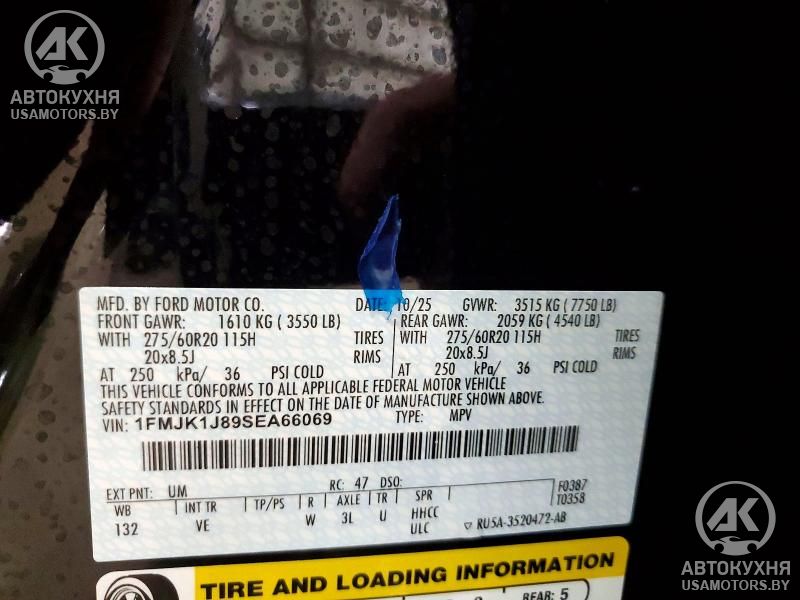 AK
АВТОКУХНЯ
USAMOTORS.BY
MFD. BY FORD MOTOR CO. DATE: 10/25 GVWR: 3515 KG ( 7750 LB)
FRONT GAWR: 1610 KG ( 3550 LB) REAR GAWR: 2059 KG ( 4540 LB)
WITH 275/60R20 115H TIRES WITH 275/60R20 115H TIRES
20x8.5J RIMS 20x8.5J RIMS
AT 250 kPa/ 36 PSI COLD AT 250 kPa/ 36 PSI COLD
THIS VEHICLE CONFORMS TO ALL APPLICABLE FEDERAL MOTOR VEHICLE
SAFETY STANDARDS IN EFFECT ON THE DATE OF MANUFACTURE SHOWN ABOVE.
VIN: 1FMJK1J89SEA66069 TYPE: MPV
EXT PNT: UM RC: 47 DSO: F0387
T0358
WB INT TR TP/PS R AXLE TR SPR
132 VE W 3L U HHCC
ULC RU5A-3520472-AB
TIRE AND LOADING INFORMATION
REAR: 5
AK
АВТОКУХНЯ
USAMOTORS.BY